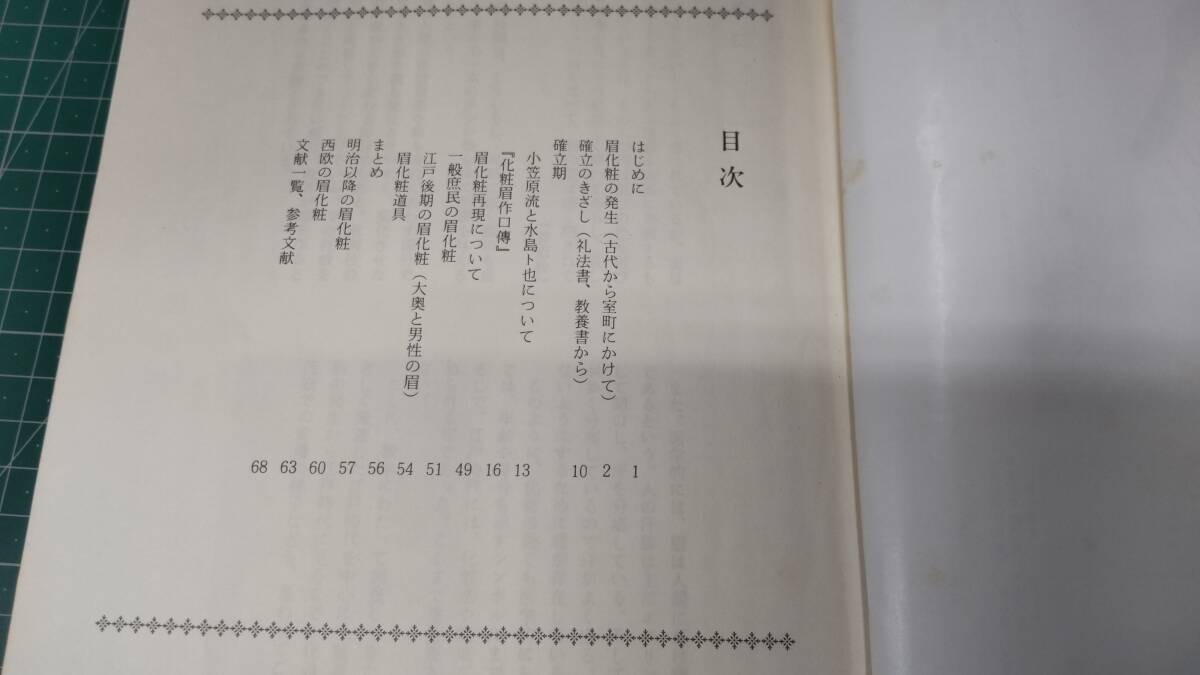 目次
はじめに 1
眉化粧の発生（古代から室町にかけて） 2
確立のきざし（礼法書、教養書から） 10
確立期
小笠原流と水島卜也について 13
『化粧眉作口傳』 16
眉化粧再現について 49
一般庶民の眉化粧 51
江戸後期の眉化粧（大奥と男性の眉） 54
眉化粧道具 56
まとめ 57
明治以降の眉化粧 60
西欧の眉化粧 63
文献一覧、参考文献 68